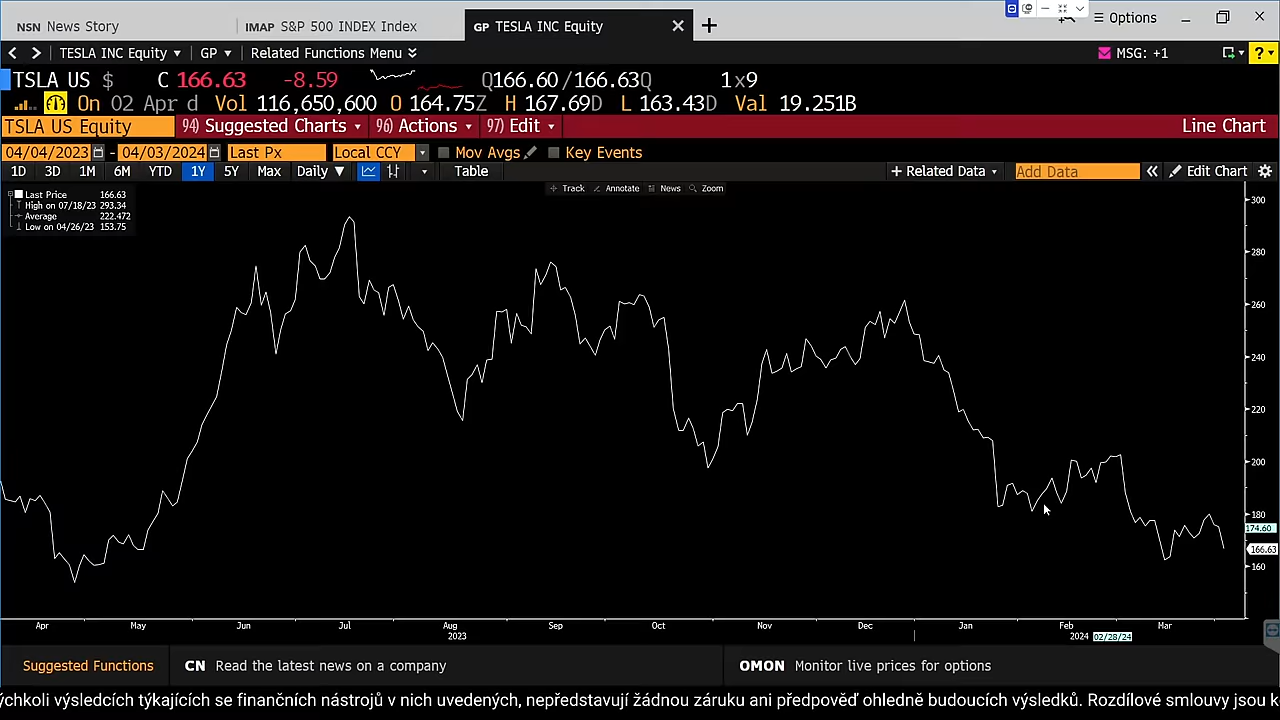 NSN News Story IMAP S&P 500 INDEX Index GP TESLA INC Equity Options
TESLA INC Equity GP Related Functions Menu MSG: +1 ?
TSLA US $ C 166.63 -8.59 Q166.60/166.63Q 1x9
On 02 Apr d Vol 116,650,600 O 164.75Z H 167.69D L 163.43D Val 19.251B
TSLA US Equity 94) Suggested Charts 96) Actions 97) Edit Line Chart
04/04/2023 - 04/03/2024 Last Px Local CCY Mov Avgs Key Events
1D 3D 1M 6M YTD 1Y 5Y Max Daily Table + Related Data Add Data Edit Chart
Track Annotate News Zoom
Last Price 166.63
High on 07/18/23 293.34
Average 222.472
Low on 04/26/23 153.75
300
280
260
240
220
200
180
174.60
166.63
160
Apr May Jun Jul Aug Sep Oct Nov Dec Jan Feb Mar
2023 2024 02/28/24
Suggested Functions CN Read the latest news on a company OMON Monitor live prices for options
ýchkoli výsledcích týkajících se finančních nástrojů v nich uvedených, nepředstavují žádnou záruku ani předpověď ohledně budoucích výsledků. Rozdílové smlouvy jsou k